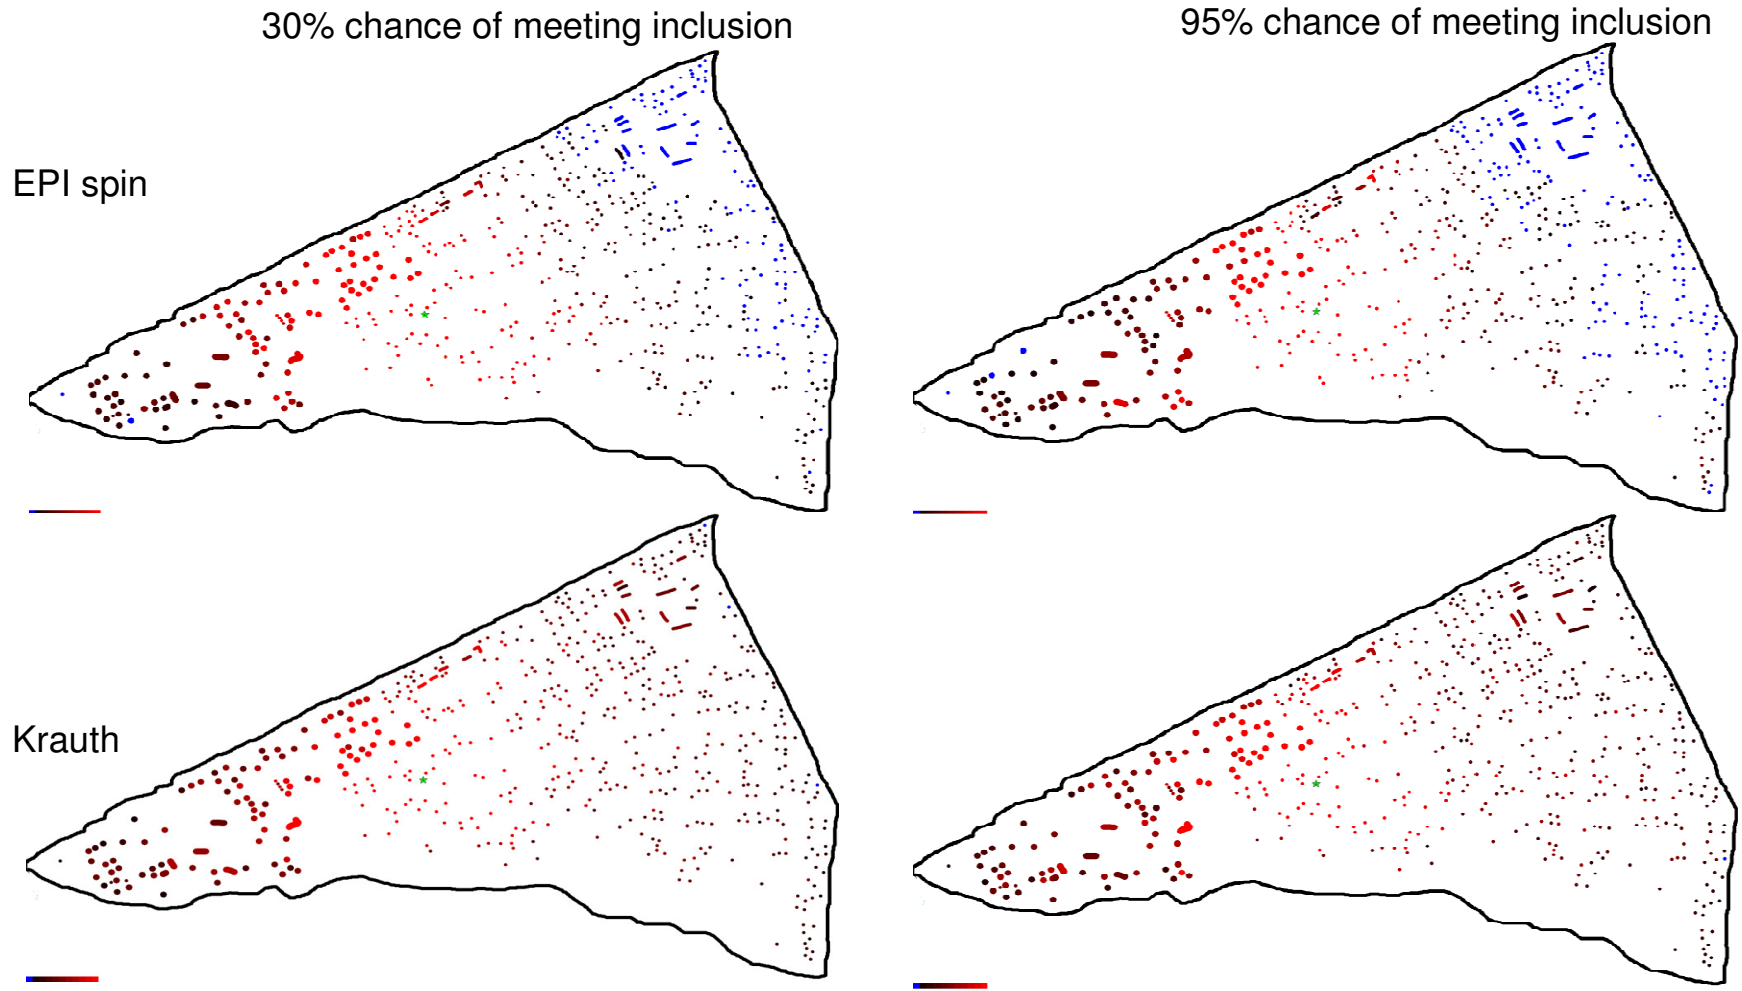 30% chance of meeting inclusion
95% chance of meeting inclusion
EPI spin
Krauth